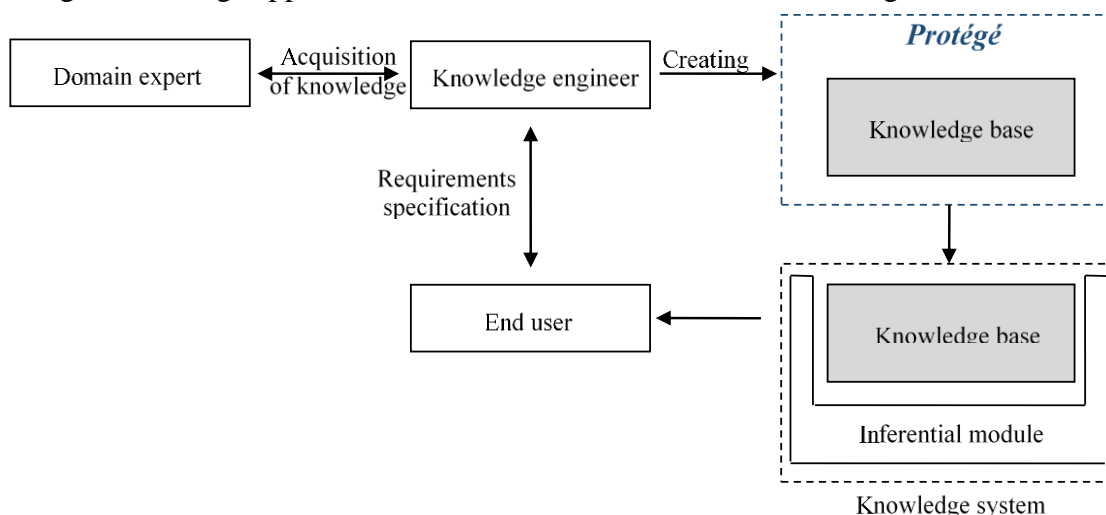 Protégé
Domain expert
Acquisition
of knowledge
Knowledge engineer
Creating
Knowledge base
Requirements
specification
End user
Knowledge base
Inferential module
Knowledge system